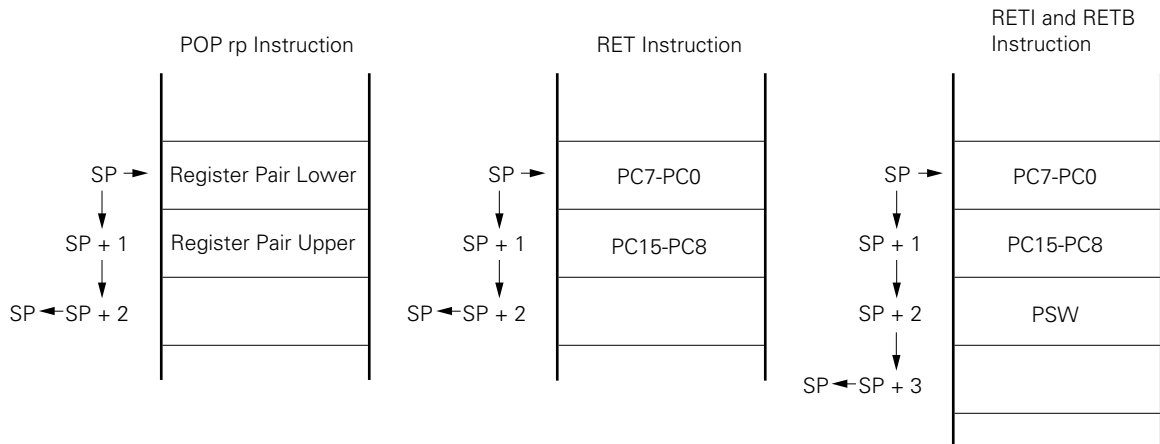 POP rp Instruction
SP
Register Pair Lower
SP + 1
Register Pair Upper
SP
SP + 2
RET Instruction
SP
PC7-PC0
SP + 1
PC15-PC8
SP
SP + 2
RETI and RETB
Instruction
SP
PC7-PC0
SP + 1
PC15-PC8
SP + 2
PSW
SP
SP + 3